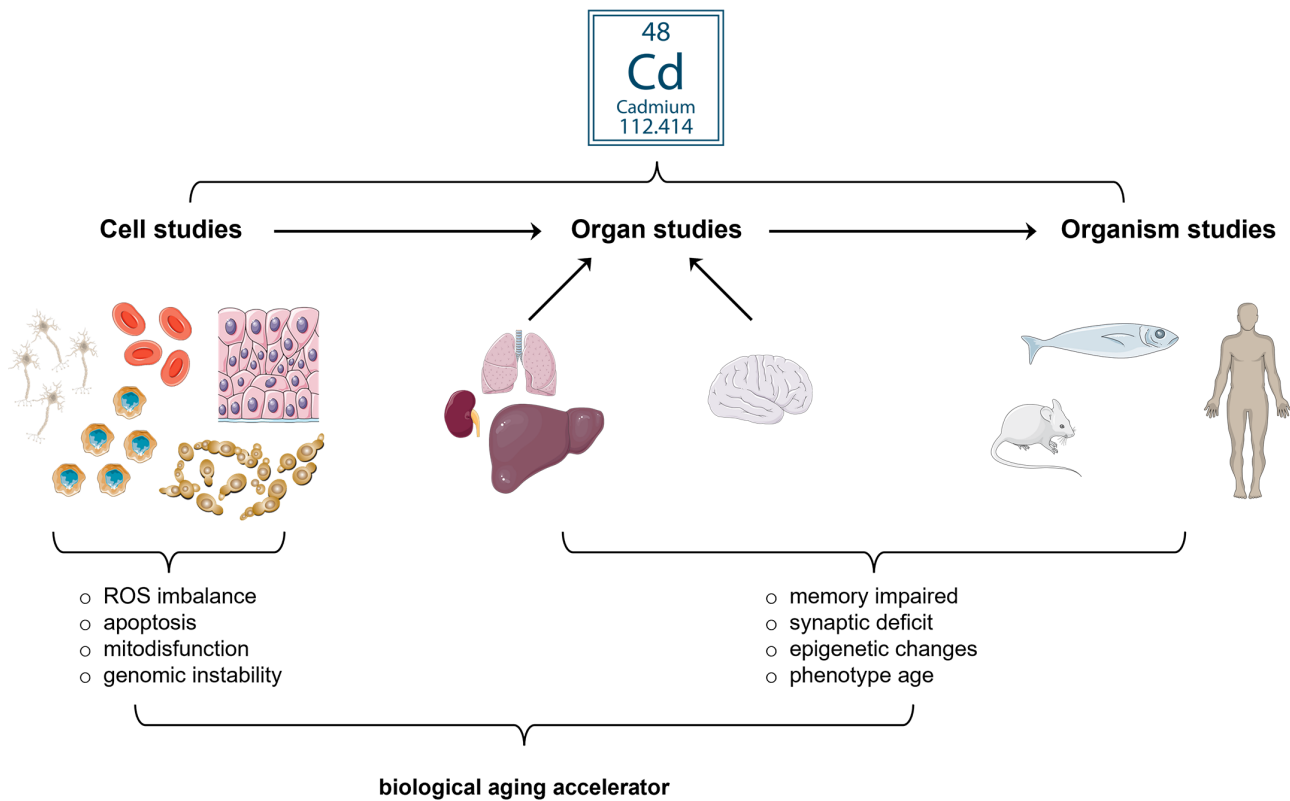 48
Cd
Cadmium
112.414
Cell studies
Organ studies
Organism studies
ROS imbalance
apoptosis
mitodisfunction
genomic instability
memory impaired
synaptic deficit
epigenetic changes
phenotype age
biological aging accelerator